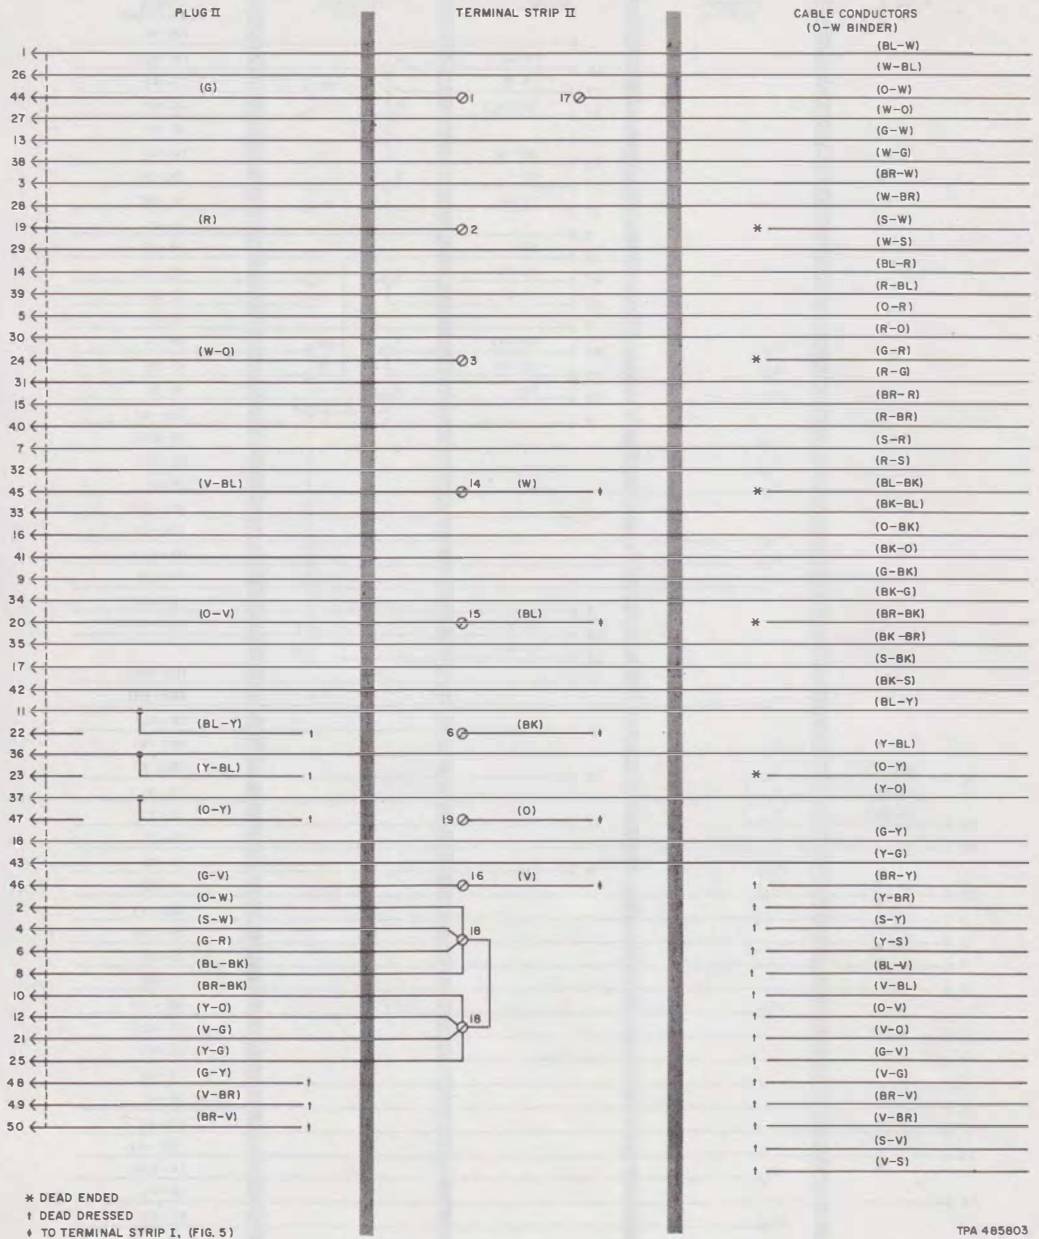 PLUG II TERMINAL STRIP II CABLE CONDUCTORS
(O-W BINDER)
1 (BL-W)
26 (W-BL)
44 (G) 1 17 (O-W)
27 (W-O)
13 (G-W)
38 (W-G)
3 (BR-W)
28 (W-BR)
19 (R) 2 * (S-W)
29 (W-S)
14 (BL-R)
39 (R-BL)
5 (O-R)
30 (R-O)
24 (W-O) 3 * (G-R)
31 (R-G)
15 (BR-R)
40 (R-BR)
7 (S-R)
32 (R-S)
45 (V-BL) 14 (W) ‡ * (BL-BK)
33 (BK-BL)
16 (O-BK)
41 (BK-O)
9 (G-BK)
34 (BK-G)
20 (O-V) 15 (BL) ‡ * (BR-BK)
35 (BK-BR)
17 (S-BK)
42 (BK-S)
11 (BL-Y)
22 (BL-Y) † 6 (BK) ‡
36 (Y-BL)
23 (Y-BL) † * (O-Y)
37 (Y-O)
47 (O-Y) † 19 (O) ‡
18 (G-Y)
43 (Y-G)
46 (G-V) 16 (V) ‡ † (BR-Y)
2 (O-W) † (Y-BR)
4 (S-W) 18 † (S-Y)
6 (G-R) † (Y-S)
8 (BL-BK) † (BL-V)
10 (BR-BK) † (V-BL)
12 (Y-O) 18 † (O-V)
21 (V-G) † (V-O)
25 (Y-G) † (G-V)
48 (G-Y) † † (V-G)
49 (V-BR) † † (BR-V)
50 (BR-V) † † (V-BR)
† (S-V)
† (V-S)
* DEAD ENDED
† DEAD DRESSED
‡ TO TERMINAL STRIP I, (FIG. 5)
TPA 485803